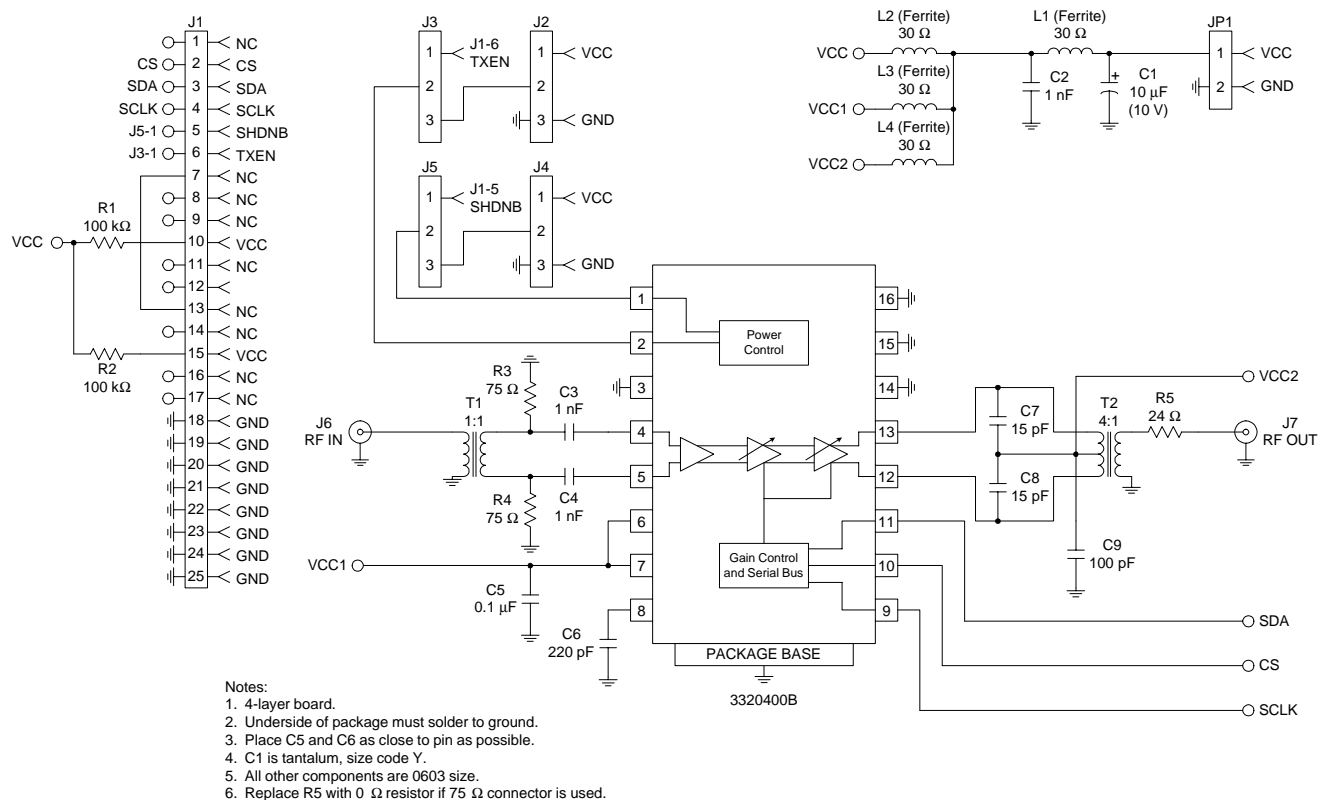 J1
1 NC
CS 2 CS
SDA 3 SDA
SCLK 4 SCLK
J5-1 5 SHDNB
J3-1 6 TXEN
7 NC
8 NC
9 NC
10 VCC
11 NC
12
13 NC
14 NC
15 VCC
16 NC
17 NC
18 GND
19 GND
20 GND
21 GND
22 GND
23 GND
24 GND
25 GND
VCC
R1
100 kΩ
R2
100 kΩ
J3
1
2
3
J1-6
TXEN
J2
1 VCC
2
3 GND
J5
1
2
3
J1-5
SHDNB
J4
1 VCC
2
3 GND
L2 (Ferrite)
30 Ω
VCC
L3 (Ferrite)
30 Ω
VCC1
L4 (Ferrite)
30 Ω
VCC2
L1 (Ferrite)
30 Ω
C2
1 nF
+
C1
10 µF
(10 V)
JP1
1 VCC
2 GND
J6
RF IN
T1
1:1
R3
75 Ω
C3
1 nF
R4
75 Ω
C4
1 nF
VCC1
C5
0.1 µF
C6
220 pF
1
2
3
4
5
6
7
8
16
15
14
13
12
11
10
9
Power
Control
Gain Control
and Serial Bus
PACKAGE BASE
3320400B
C7
15 pF
C8
15 pF
T2
4:1
R5
24 Ω
VCC2
J7
RF OUT
C9
100 pF
SDA
CS
SCLK
Notes:
1. 4-layer board.
2. Underside of package must solder to ground.
3. Place C5 and C6 as close to pin as possible.
4. C1 is tantalum, size code Y.
5. All other components are 0603 size.
6. Replace R5 with 0 Ω resistor if 75 Ω connector is used.